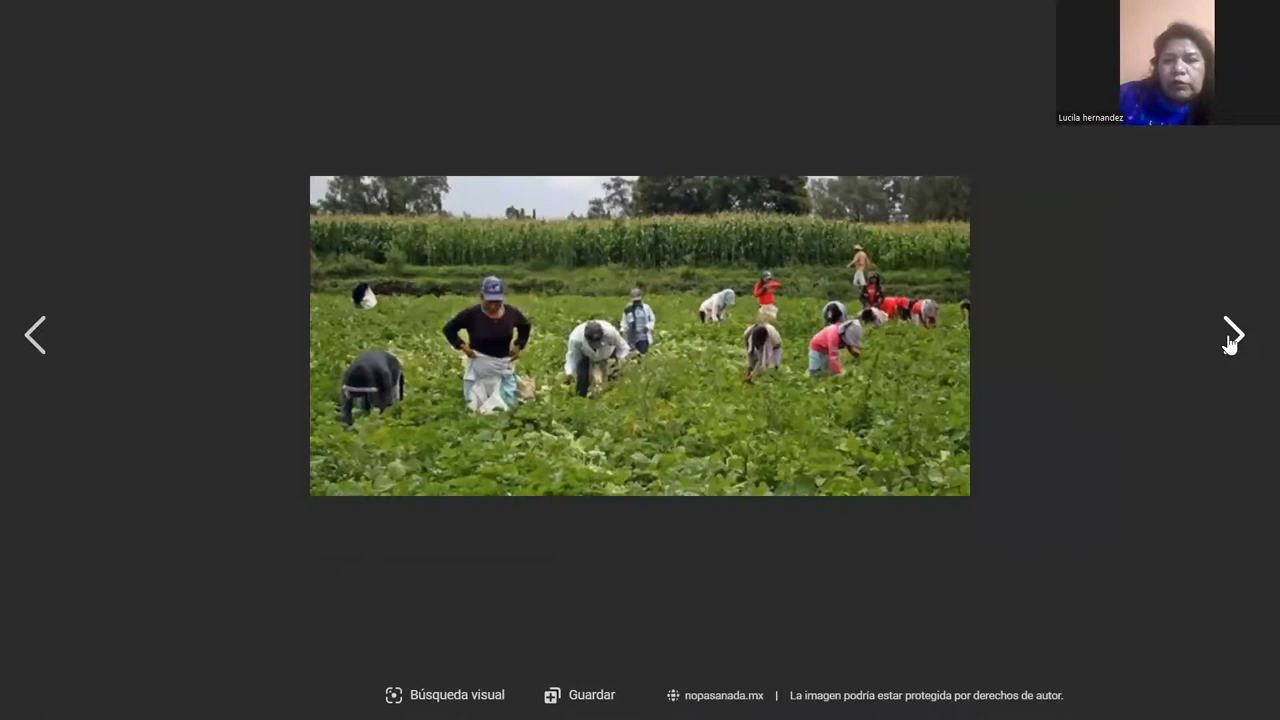 Lucila hernandez
Búsqueda visual
Guardar
nopasanada.mx | La imagen podría estar protegida por derechos de autor.